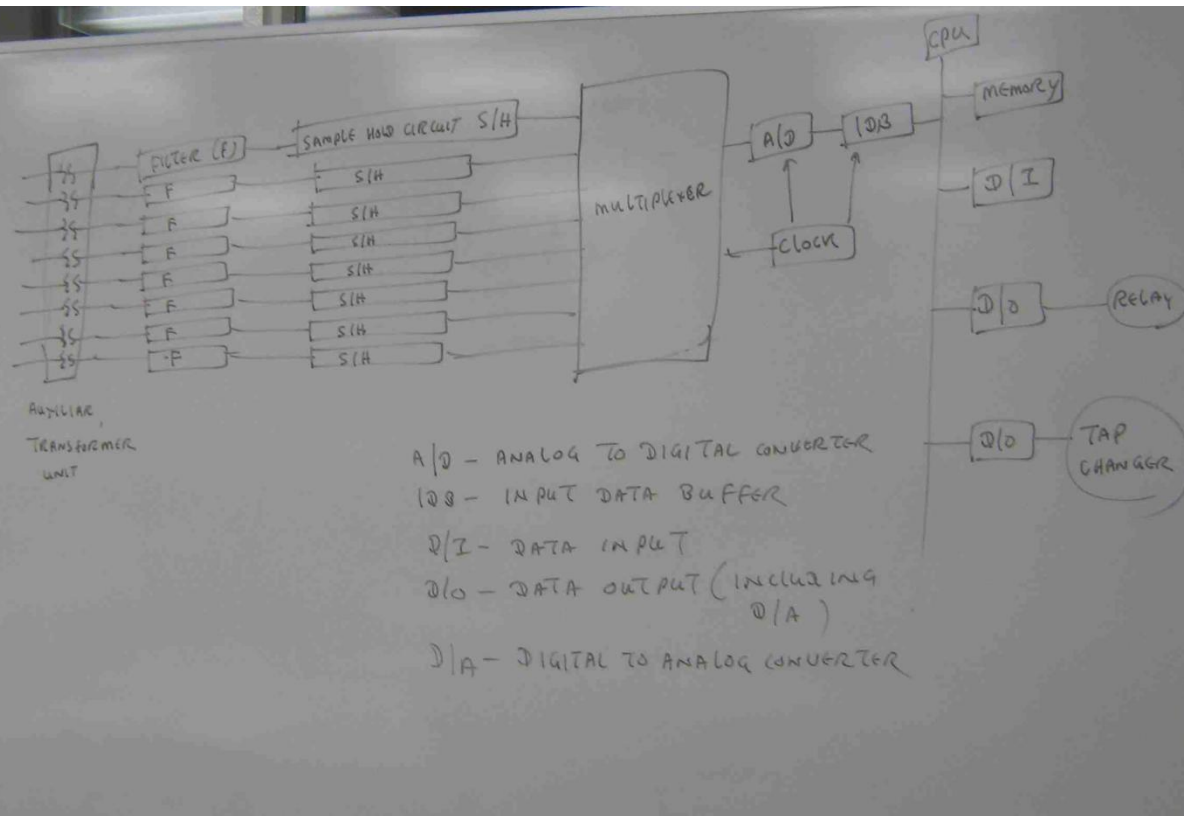 CPU
MEMORY
SAMPLE HOLD CIRCUIT S/H
A/D
IDB
FILTER (F)
F
S/H
D/I
F
S/H
MULTIPLEXER
F
S/H
CLOCK
F
S/H
F
S/H
D/O
RELAY
F
S/H
F
S/H
AUXILIAR
TRANSFORMER
UNIT
D/O
TAP
CHANGER
A/D - ANALOG TO DIGITAL CONVERTER
IDB - INPUT DATA BUFFER
D/I - DATA INPUT
D/O - DATA OUTPUT (INCLUDING
D/A)
D/A - DIGITAL TO ANALOG CONVERTER